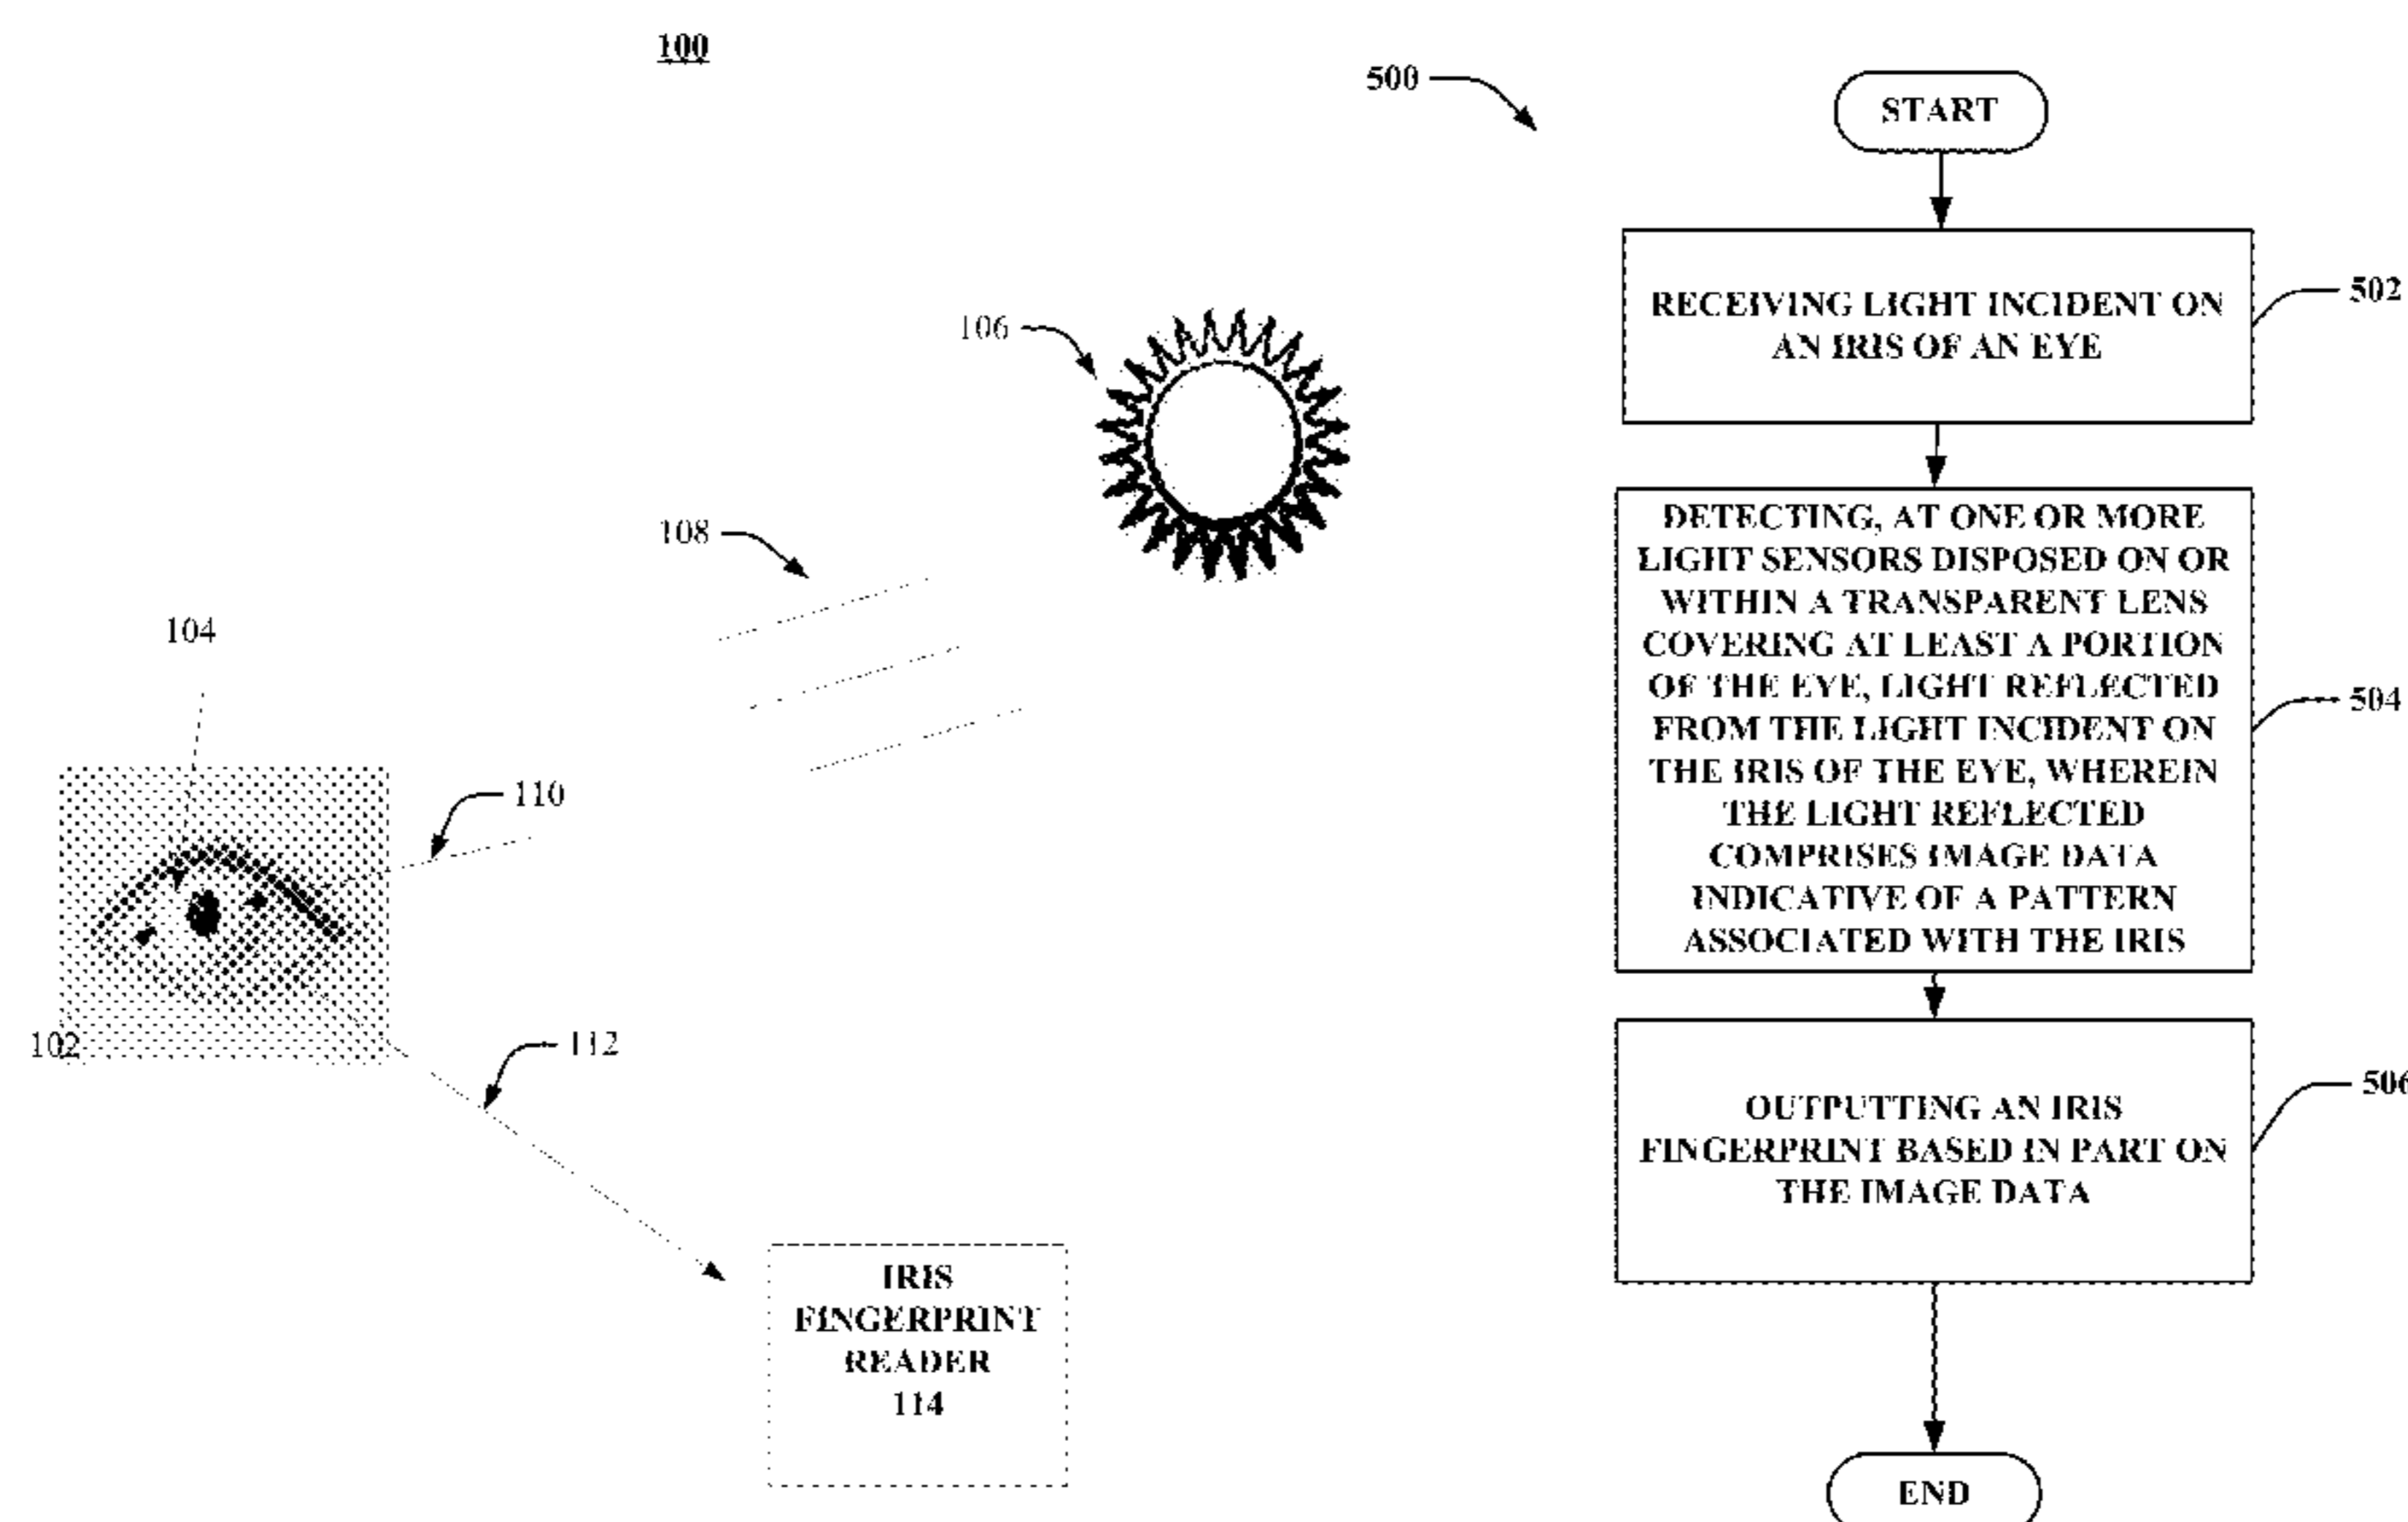 100
106
108
104
110
102
112
IRIS
FINGERPRINT
READER
114
500
START
RECEIVING LIGHT INCIDENT ON
AN IRIS OF AN EYE
502
DETECTING, AT ONE OR MORE
LIGHT SENSORS DISPOSED ON OR
WITHIN A TRANSPARENT LENS
COVERING AT LEAST A PORTION
OF THE EYE, LIGHT REFLECTED
FROM THE LIGHT INCIDENT ON
THE IRIS OF THE EYE, WHEREIN
THE LIGHT REFLECTED
COMPRISES IMAGE DATA
INDICATIVE OF A PATTERN
ASSOCIATED WITH THE IRIS
504
OUTPUTTING AN IRIS
FINGERPRINT BASED IN PART ON
THE IMAGE DATA
506
END